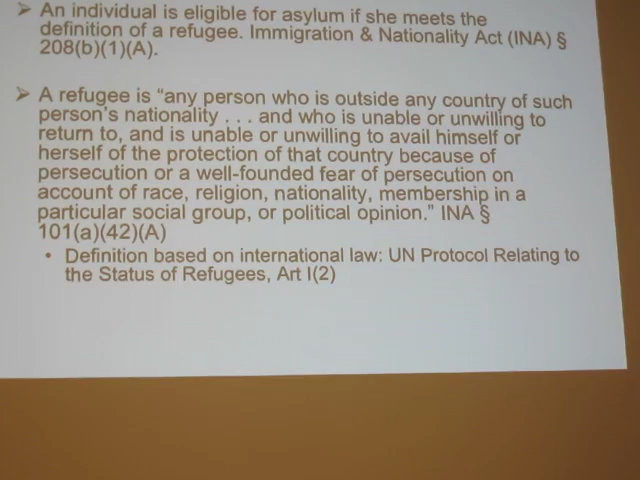 ➢ An individual is eligible for asylum if she meets the
definition of a refugee. Immigration & Nationality Act (INA) §
208(b)(1)(A).
➢ A refugee is “any person who is outside any country of such
person’s nationality . . . and who is unable or unwilling to
return to, and is unable or unwilling to avail himself or
herself of the protection of that country because of
persecution or a well-founded fear of persecution on
account of race, religion, nationality, membership in a
particular social group, or political opinion.” INA §
101(a)(42)(A)
• Definition based on international law: UN Protocol Relating to
the Status of Refugees, Art I(2)